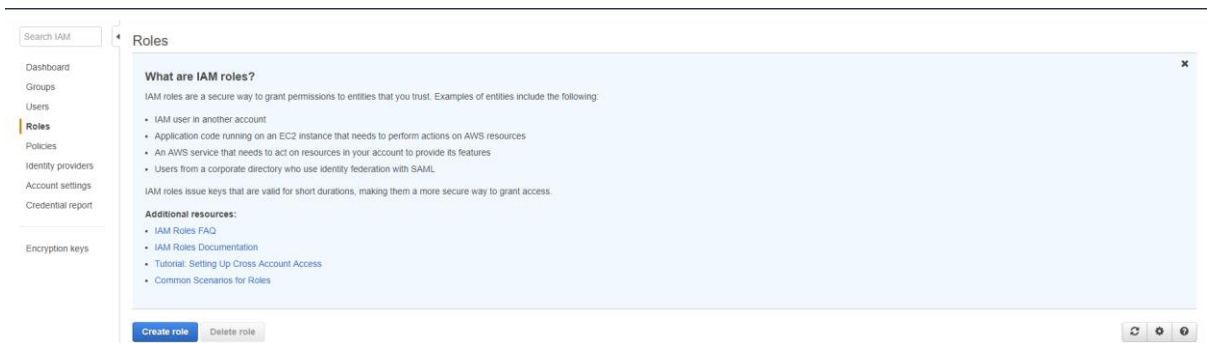 Search IAM
Dashboard
Groups
Users
Roles
Policies
Identity providers
Account settings
Credential report
Encryption keys
Roles
What are IAM roles?
IAM roles are a secure way to grant permissions to entities that you trust. Examples of entities include the following:
• IAM user in another account
• Application code running on an EC2 instance that needs to perform actions on AWS resources
• An AWS service that needs to act on resources in your account to provide its features
• Users from a corporate directory who use identity federation with SAML
IAM roles issue keys that are valid for short durations, making them a more secure way to grant access.
Additional resources:
• IAM Roles FAQ
• IAM Roles Documentation
• Tutorial: Setting Up Cross Account Access
• Common Scenarios for Roles
Create role
Delete role